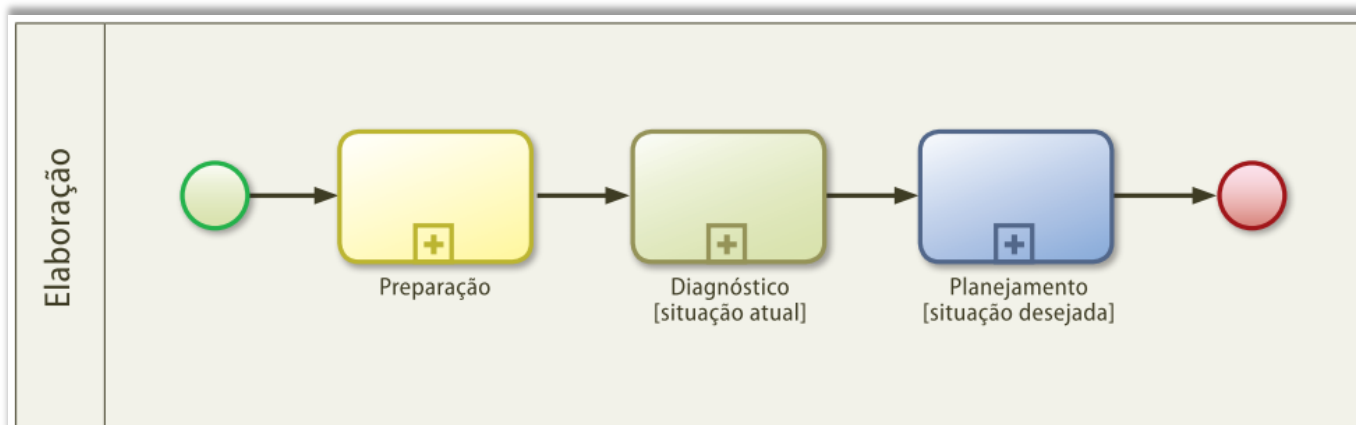 Elaboração
Preparação
Diagnóstico
[situação atual]
Planejamento
[situação desejada]